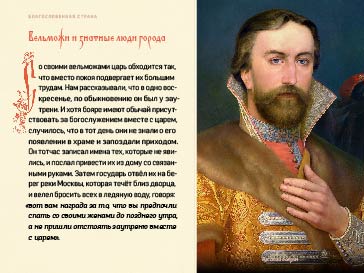 БЛАГОСЛОВЕННАЯ СТРАНА
Вельможи и знатные люди города
Со своими вельможами царь обходится так,
что вместо покоя подвергает их большим
трудам. Нам рассказывали, что в одно вос-
кресенье, по обыкновению он был у зау-
трени. И хотя бояре имеют обычай присут-
ствовать за богослужением вместе с царем,
случилось, что в тот день они не знали о его
появлении в храме и запоздали приходом.
Он тотчас записал имена тех, которые не яви-
лись, и послал привести их из дому со связан-
ными руками. Затем государь отвёл их на бе-
рег реки Москвы, которая течёт близ дворца,
и велел бросить всех в ледяную воду, говоря:
«вот вам награда за то, что вы предпочли
спать со своими женами до позднего утра,
а не пришли отстоять заутреню вместе
с царем».